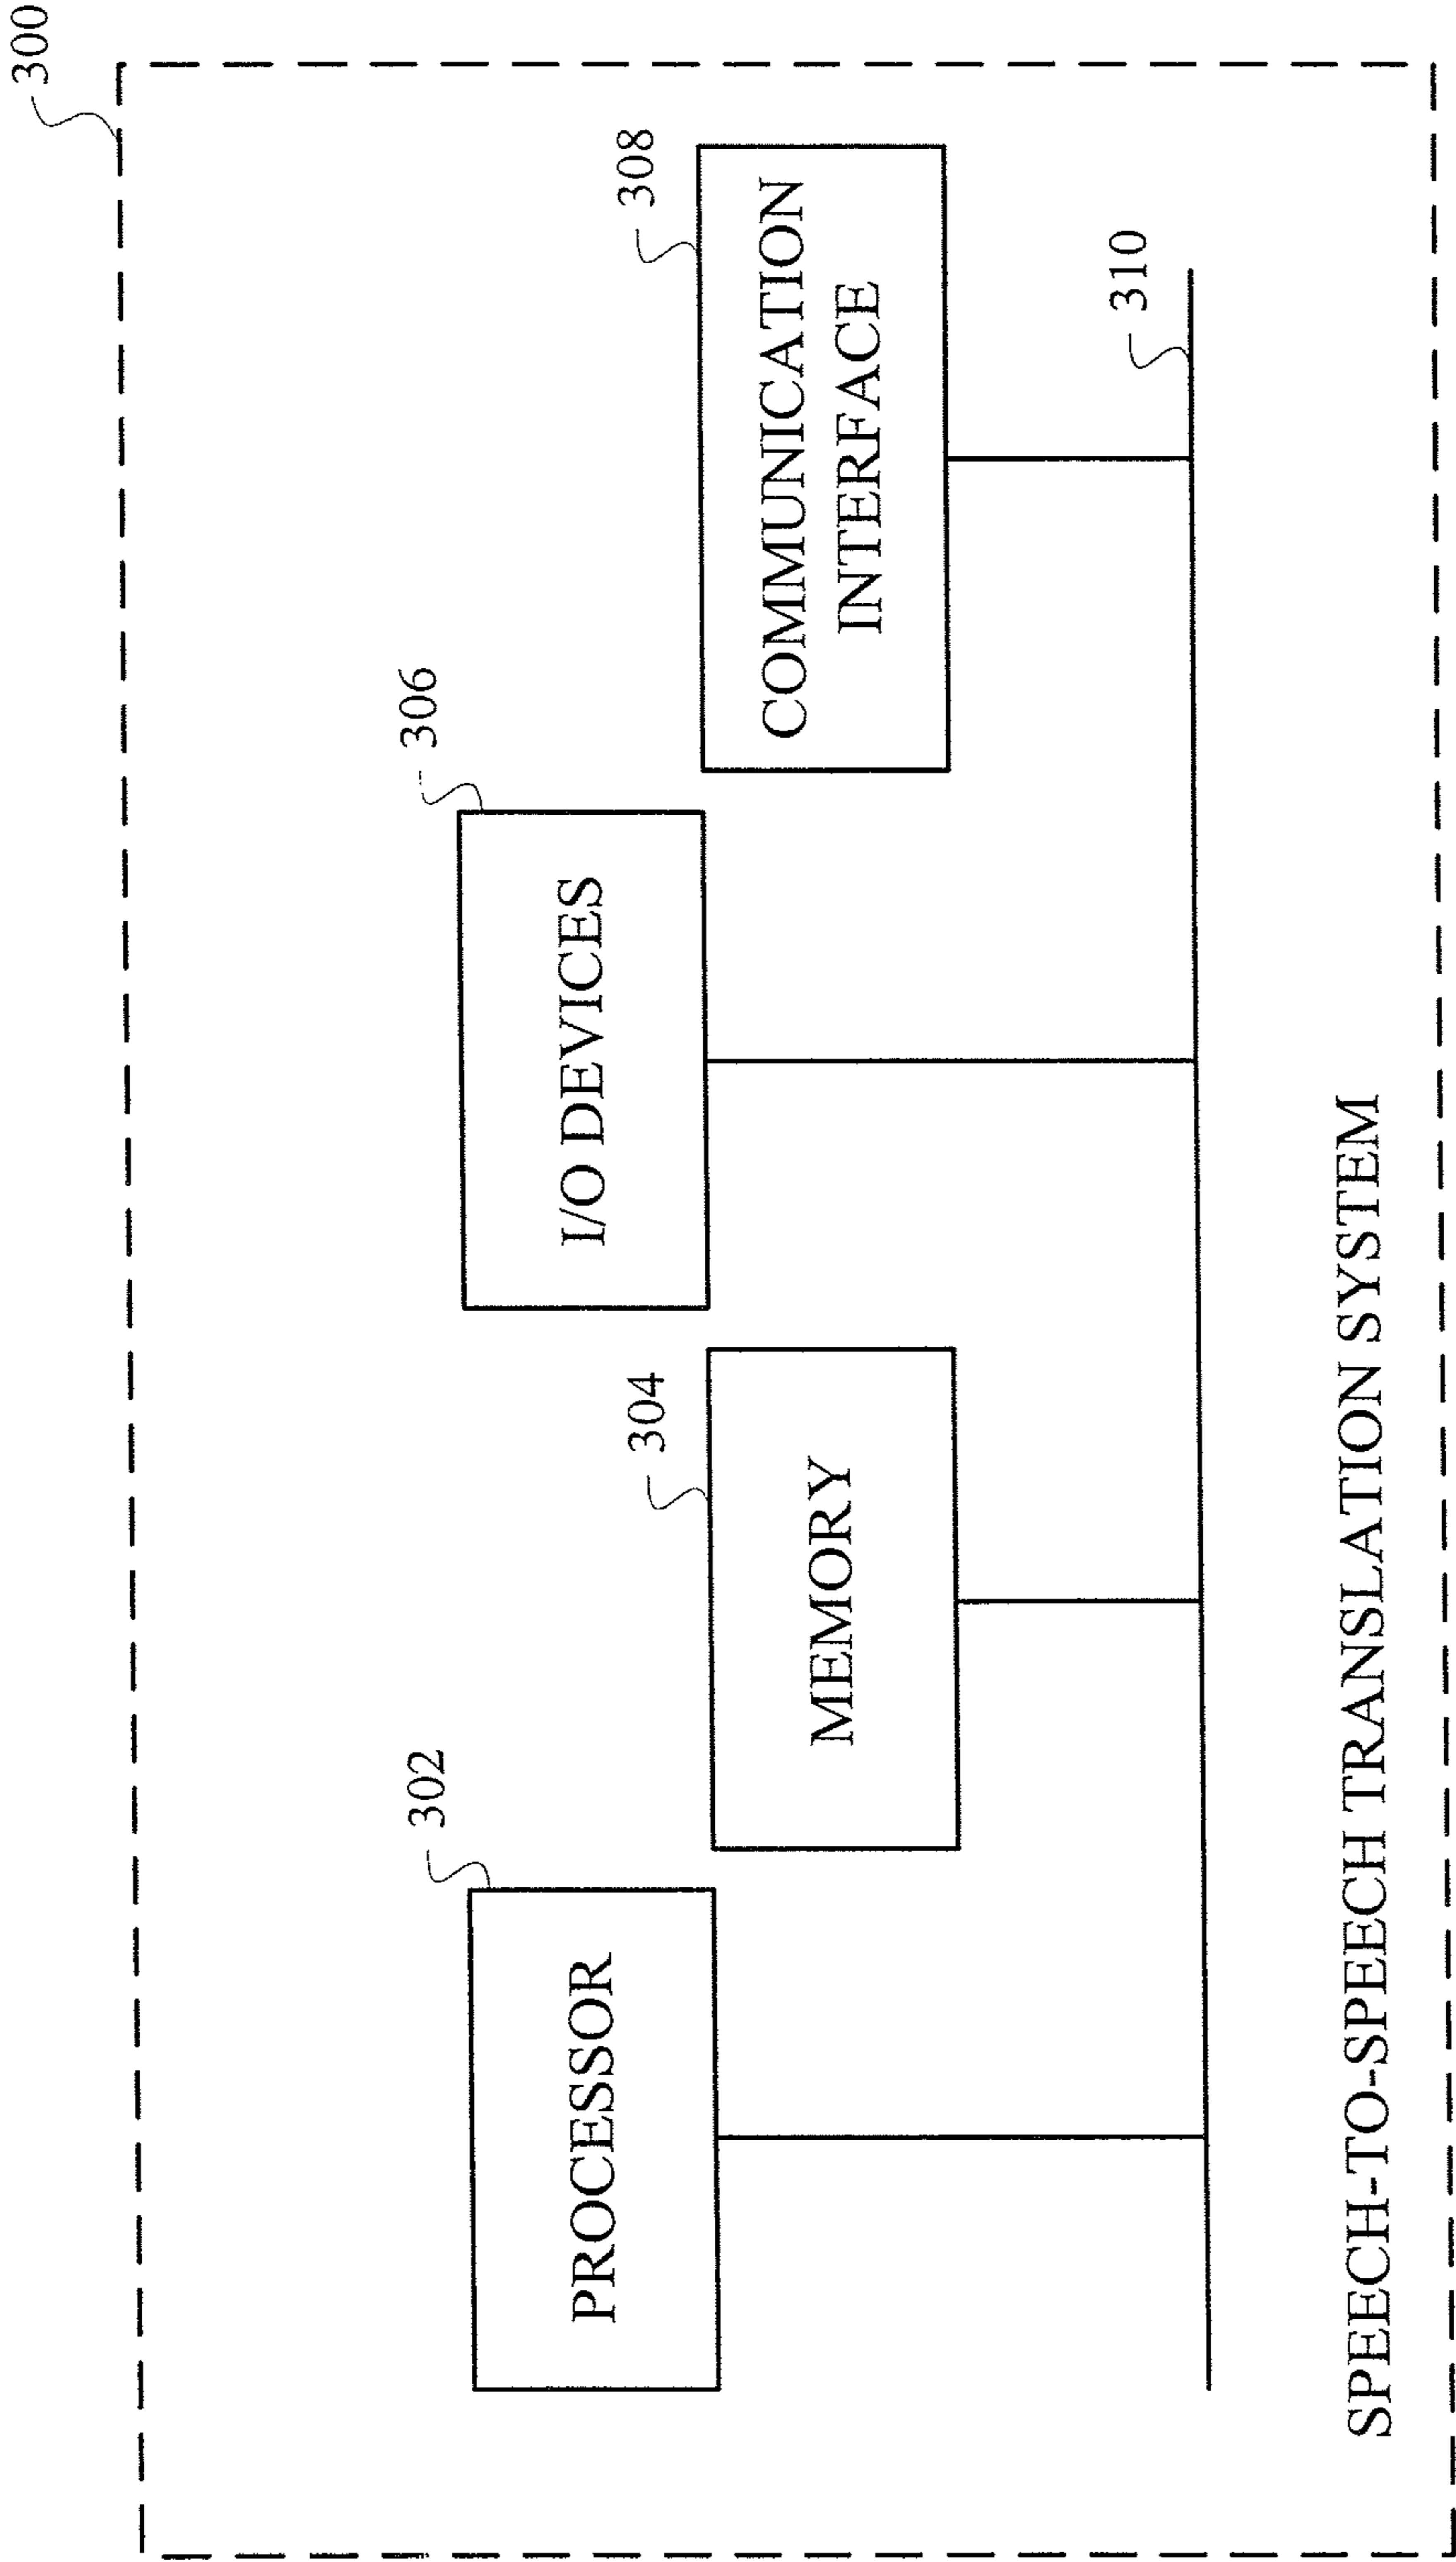 300
302
PROCESSOR
304
MEMORY
306
I/O DEVICES
308
COMMUNICATION
INTERFACE
310
SPEECH-TO-SPEECH TRANSLATION SYSTEM